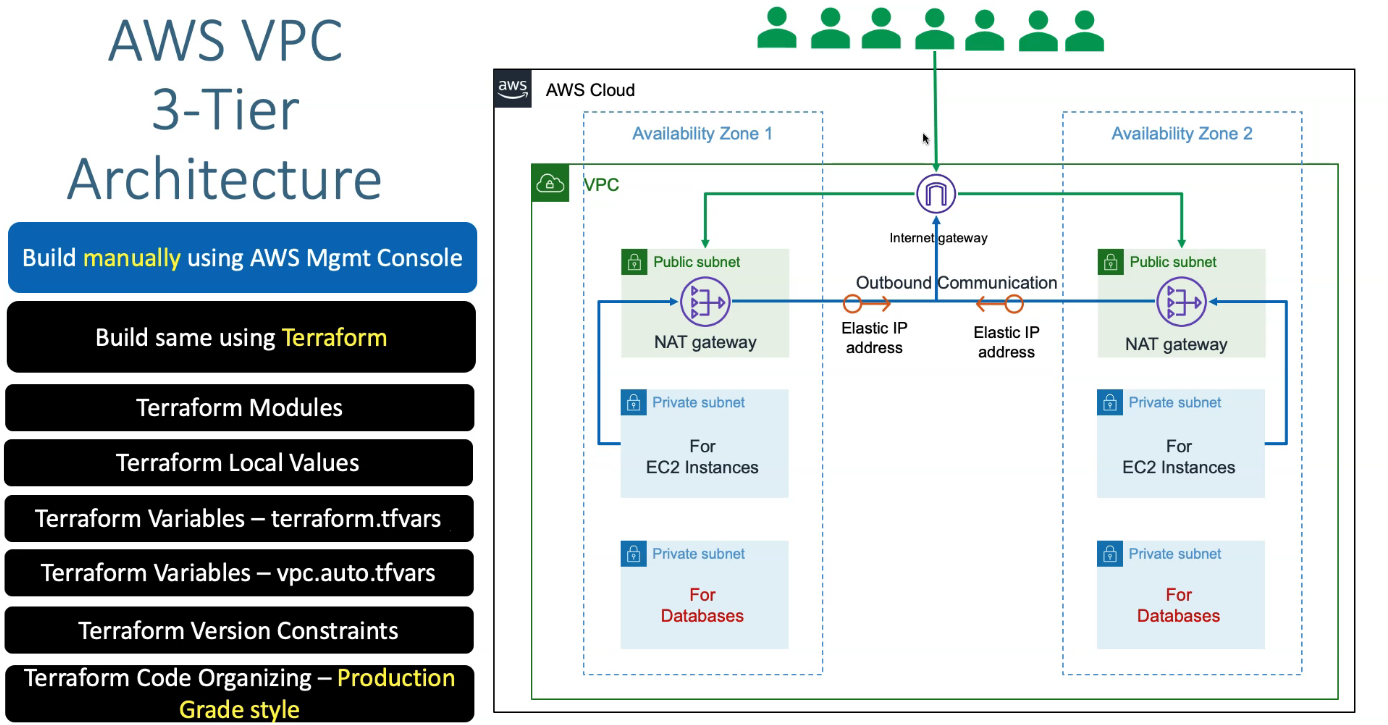 AWS VPC
3-Tier
Architecture
Build manually using AWS Mgmt Console
Build same using Terraform
Terraform Modules
Terraform Local Values
Terraform Variables – terraform.tfvars
Terraform Variables – vpc.auto.tfvars
Terraform Version Constraints
Terraform Code Organizing – Production
Grade style
aws
AWS Cloud
Availability Zone 1
Availability Zone 2
VPC
Internet gateway
Public subnet
NAT gateway
Outbound Communication
Elastic IP
address
Elastic IP
address
Public subnet
NAT gateway
Private subnet
For
EC2 Instances
Private subnet
For
EC2 Instances
Private subnet
For
Databases
Private subnet
For
Databases